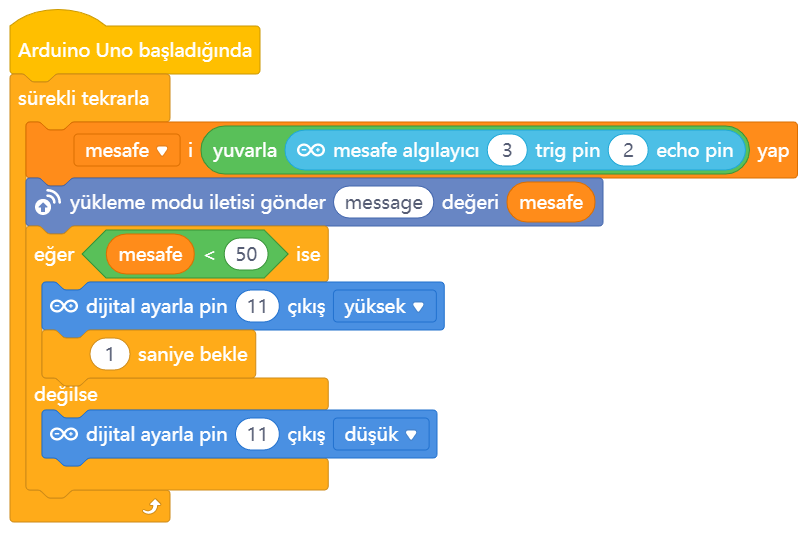 Arduino Uno başladığında
sürekli tekrarla
mesafe i yuvarla mesafe algılayıcı 3 trig pin 2 echo pin yap
yükleme modu iletisi gönder message değeri mesafe
eğer mesafe < 50 ise
dijital ayarla pin 11 çıkış yüksek
1 saniye bekle
değilse
dijital ayarla pin 11 çıkış düşük